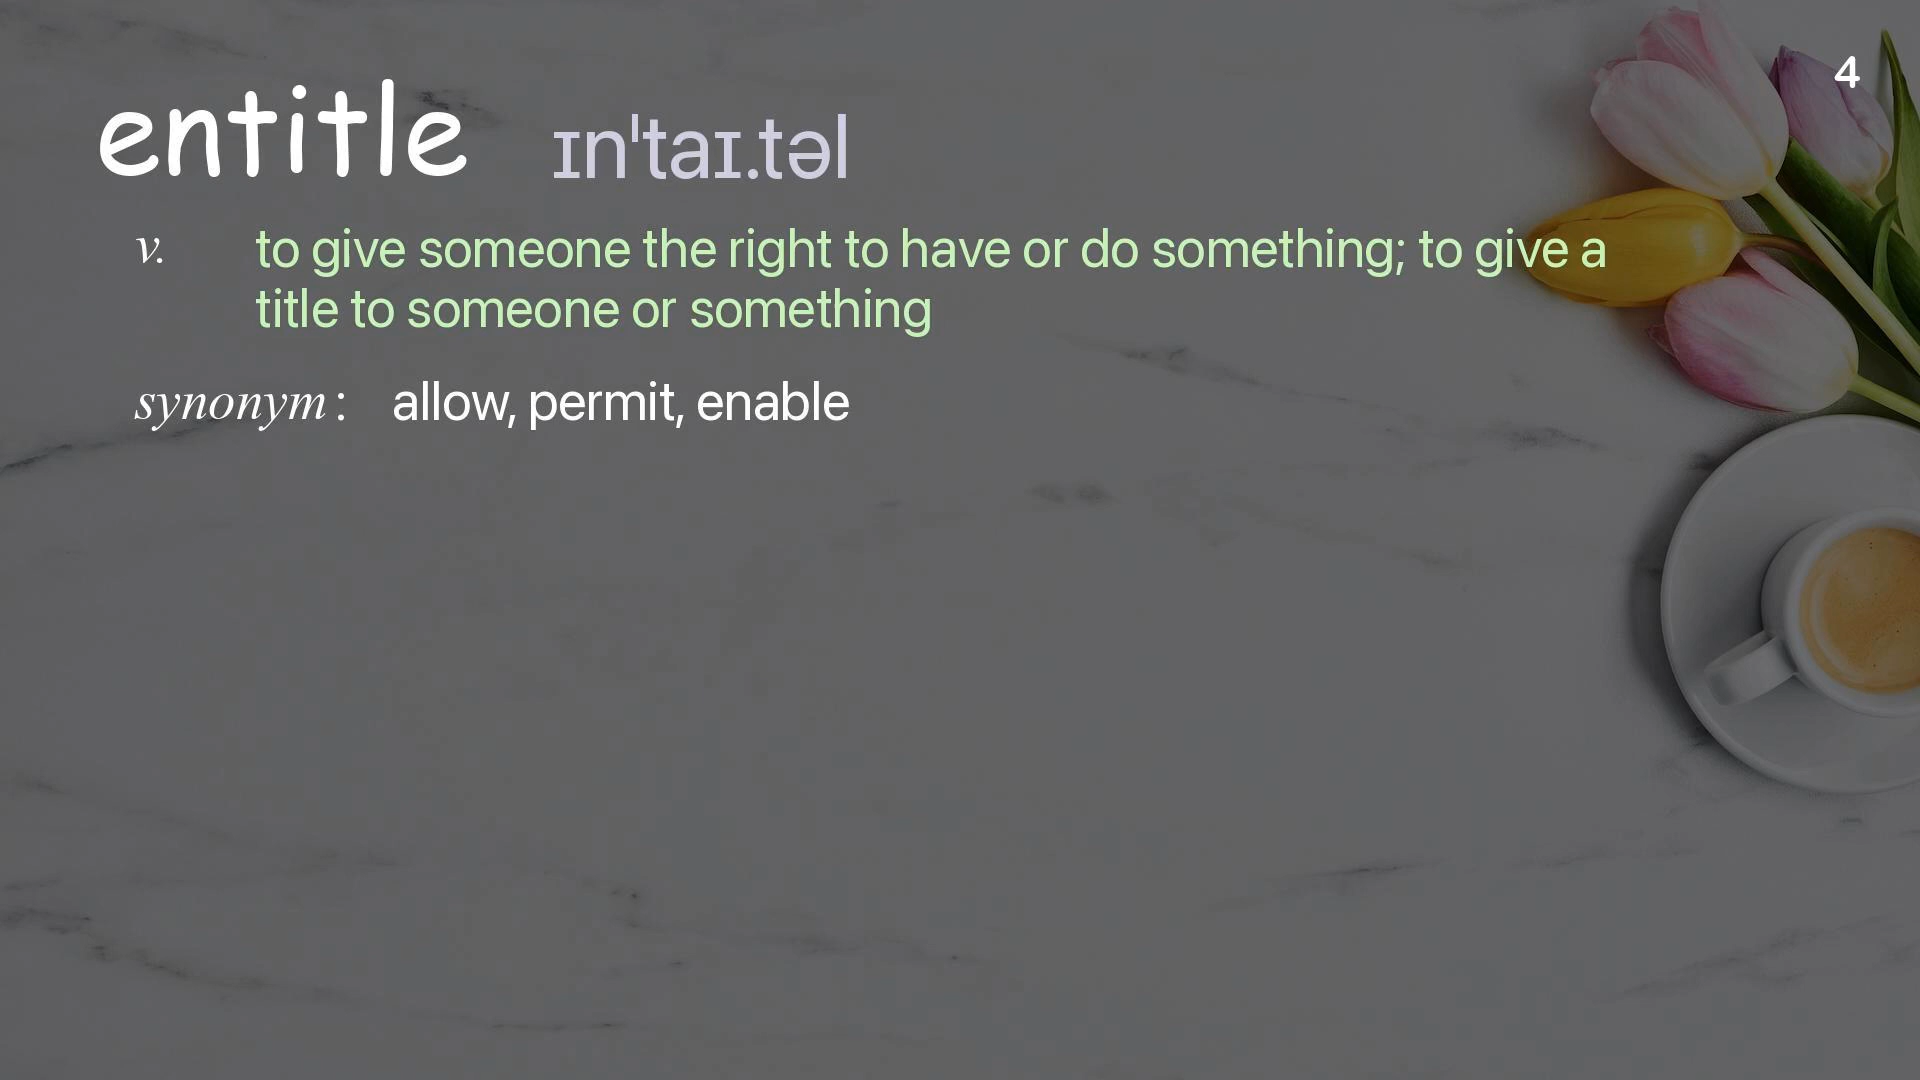 4
entitle ɪnˈtaɪ.təl
v. to give someone the right to have or do something; to give a
title to someone or something
synonym: allow, permit, enable